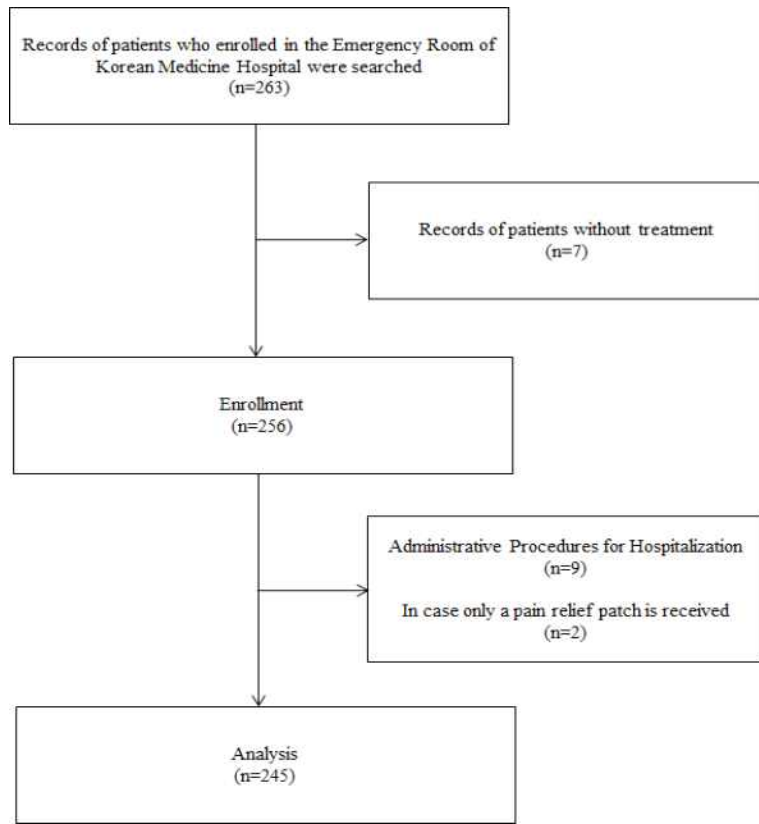 Records of patients who enrolled in the Emergency Room of
Korean Medicine Hospital were searched
(n=263)
Records of patients without treatment
(n=7)
Enrollment
(n=256)
Administrative Procedures for Hospitalization
(n=9)
In case only a pain relief patch is received
(n=2)
Analysis
(n=245)